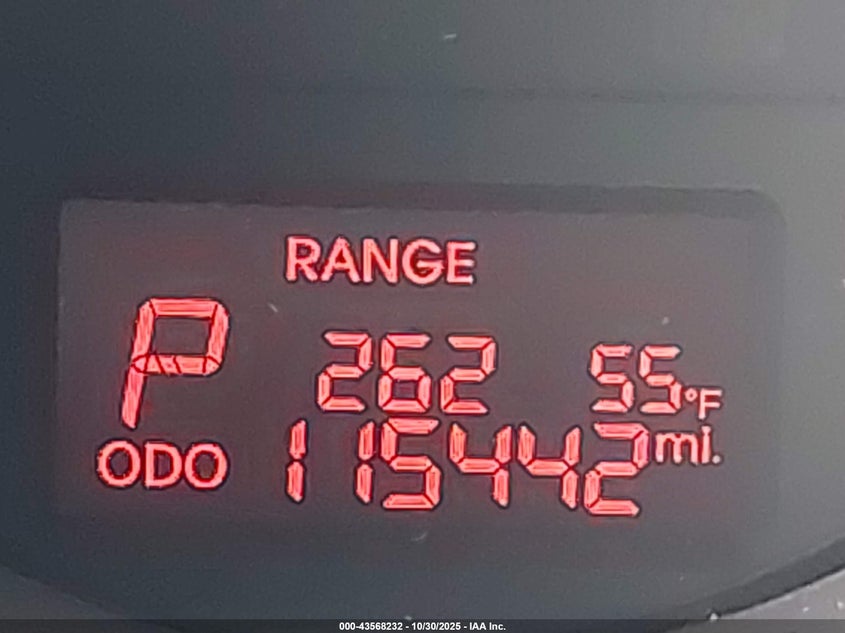 RANGE
P
262 55°F
ODO 115442 mi.
000-43568232 - 10/30/2025 - IAA Inc.